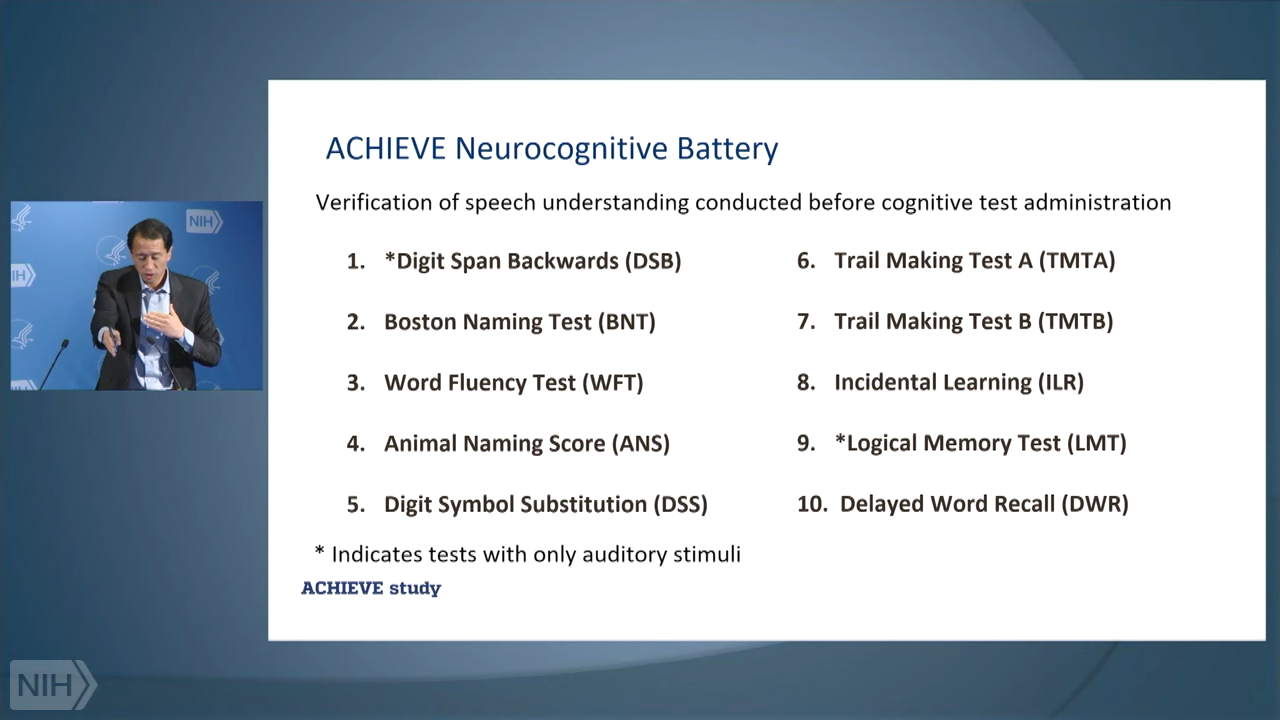 ACHIEVE Neurocognitive Battery
Verification of speech understanding conducted before cognitive test administration
1. *Digit Span Backwards (DSB)
2. Boston Naming Test (BNT)
3. Word Fluency Test (WFT)
4. Animal Naming Score (ANS)
5. Digit Symbol Substitution (DSS)
6. Trail Making Test A (TMTA)
7. Trail Making Test B (TMTB)
8. Incidental Learning (ILR)
9. *Logical Memory Test (LMT)
10. Delayed Word Recall (DWR)
* Indicates tests with only auditory stimuli
ACHIEVE study
NIH
IH
NIH